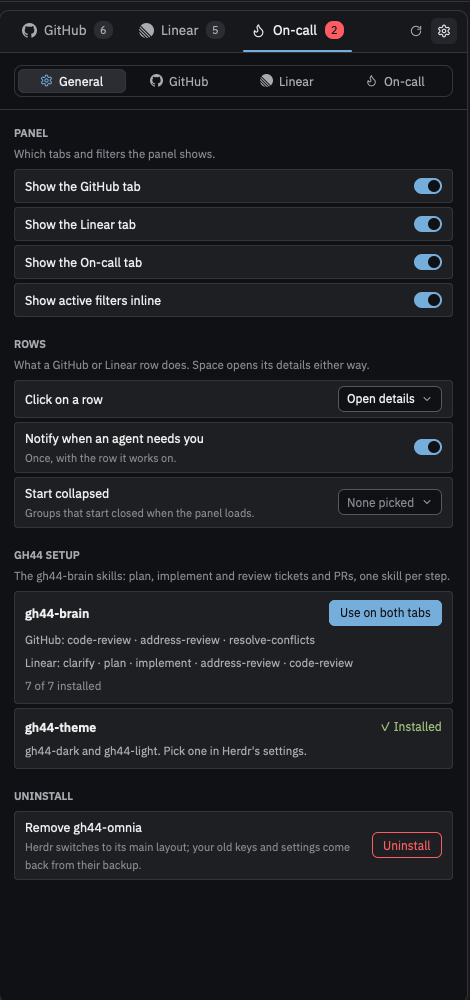 GitHub 6 Linear 5 On-call 2
General GitHub Linear On-call
PANEL
Which tabs and filters the panel shows.
Show the GitHub tab
Show the Linear tab
Show the On-call tab
Show active filters inline
ROWS
What a GitHub or Linear row does. Space opens its details either way.
Click on a row Open details
Notify when an agent needs you
Once, with the row it works on.
Start collapsed
Groups that start closed when the panel loads.
None picked
GH44 SETUP
The gh44-brain skills: plan, implement and review tickets and PRs, one skill per step.
gh44-brain Use on both tabs
GitHub: code-review · address-review · resolve-conflicts
Linear: clarify · plan · implement · address-review · code-review
7 of 7 installed
gh44-theme ✓ Installed
gh44-dark and gh44-light. Pick one in Herdr's settings.
UNINSTALL
Remove gh44-omnia
Herdr switches to its main layout; your old keys and settings come
back from their backup.
Uninstall